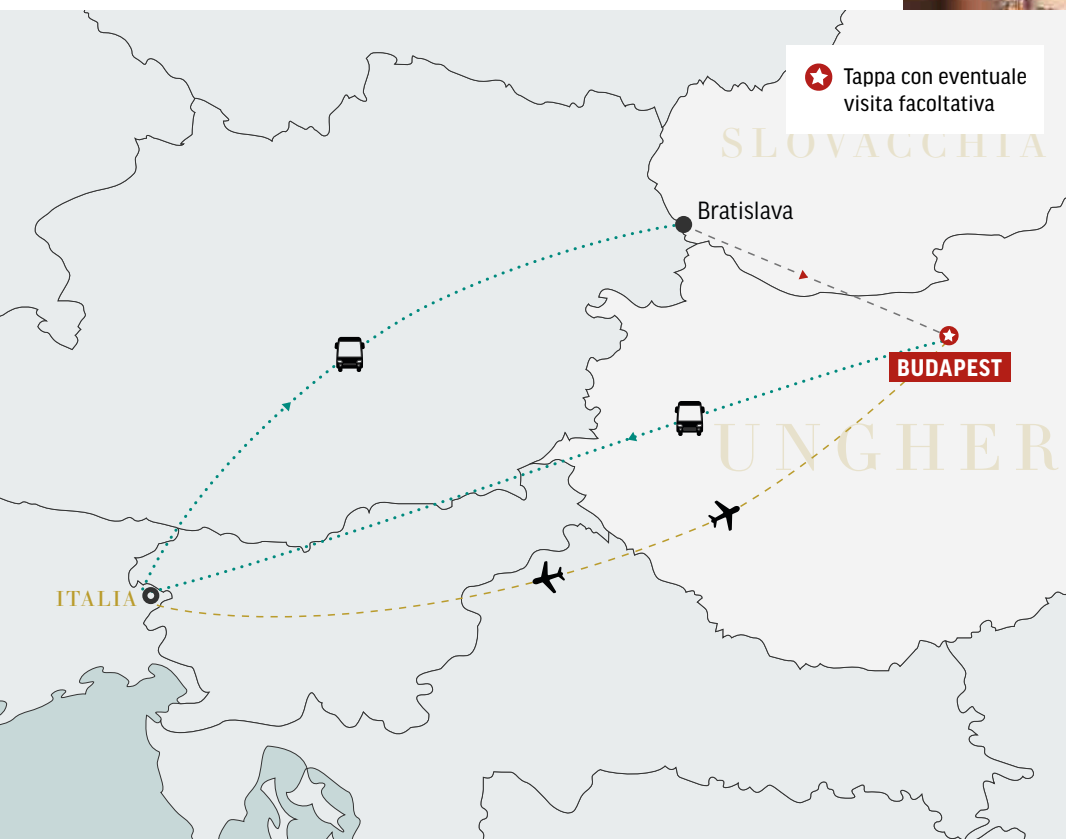 Tappa con eventuale
visita facoltativa
SLOVACCHIA
Bratislava
BUDAPEST
UNGHER
ITALIA